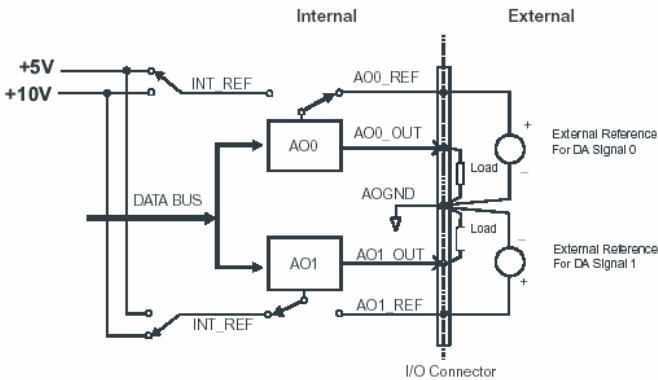 Internal
External
+5V
+10V
INT_REF
AO0_REF
AO0
AO0_OUT
+
External Reference
For DA Signal 0
Load
–
DATA BUS
AOGND
Load
–
External Reference
For DA Signal 1
AO1
AO1_OUT
+
INT_REF
AO1_REF
I/O Connector